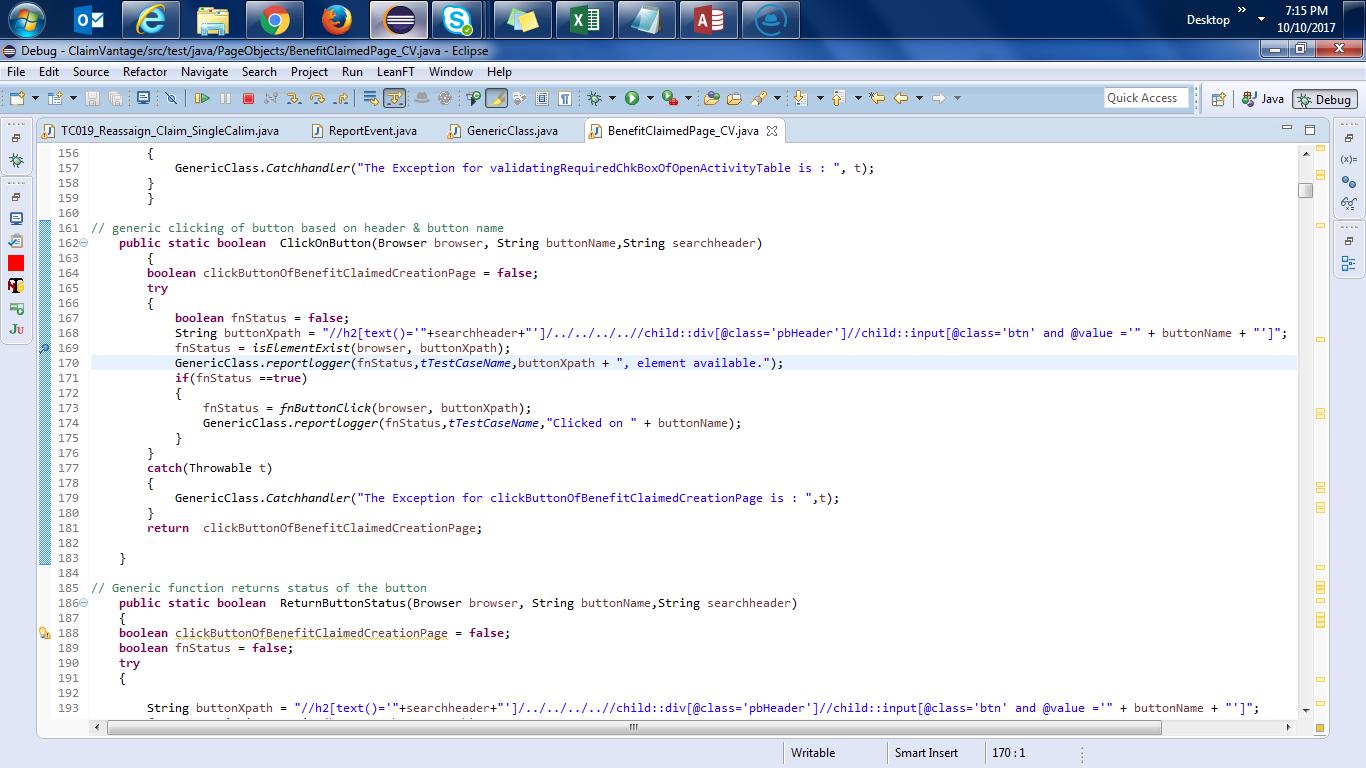 Desktop
»
7:15 PM
10/10/2017
Debug - ClaimVantage/src/test/java/PageObjects/BenefitClaimedPage_CV.java - Eclipse
File Edit Source Refactor Navigate Search Project Run LeanFT Window Help
Quick Access
Java
Debug
TC019_Reassaign_Claim_SingleCalim.java ReportEvent.java GenericClass.java BenefitClaimedPage_CV.java
156 {
157 GenericClass.Catchhandler("The Exception for validatingRequiredChkBoxOfOpenActivityTable is : ", t);
158 }
159 }
160
161 // generic clicking of button based on header & button name
162 public static boolean ClickOnButton(Browser browser, String buttonName,String searchheader)
163 {
164 boolean clickButtonOfBenefitClaimedCreationPage = false;
165 try
166 {
167 boolean fnStatus = false;
168 String buttonXpath = "//h2[text()='"+searchheader+"']/../../../..//child::div[@class='pbHeader']//child::input[@class='btn' and @value ='" + buttonName + "']";
169 fnStatus = isElementExist(browser, buttonXpath);
170 GenericClass.reportlogger(fnStatus,tTestCaseName,buttonXpath + ", element available.");
171 if(fnStatus ==true)
172 {
173 fnStatus = fnButtonClick(browser, buttonXpath);
174 GenericClass.reportlogger(fnStatus,tTestCaseName,"Clicked on " + buttonName);
175 }
176 }
177 catch(Throwable t)
178 {
179 GenericClass.Catchhandler("The Exception for clickButtonOfBenefitClaimedCreationPage is : ",t);
180 }
181 return clickButtonOfBenefitClaimedCreationPage;
182
183 }
184
185 // Generic function returns status of the button
186 public static boolean ReturnButtonStatus(Browser browser, String buttonName,String searchheader)
187 {
188 boolean clickButtonOfBenefitClaimedCreationPage = false;
189 boolean fnStatus = false;
190 try
191 {
192
193 String buttonXpath = "//h2[text()='"+searchheader+"']/../../../..//child::div[@class='pbHeader']//child::input[@class='btn' and @value ='" + buttonName + "']";
Writable Smart Insert 170 : 1